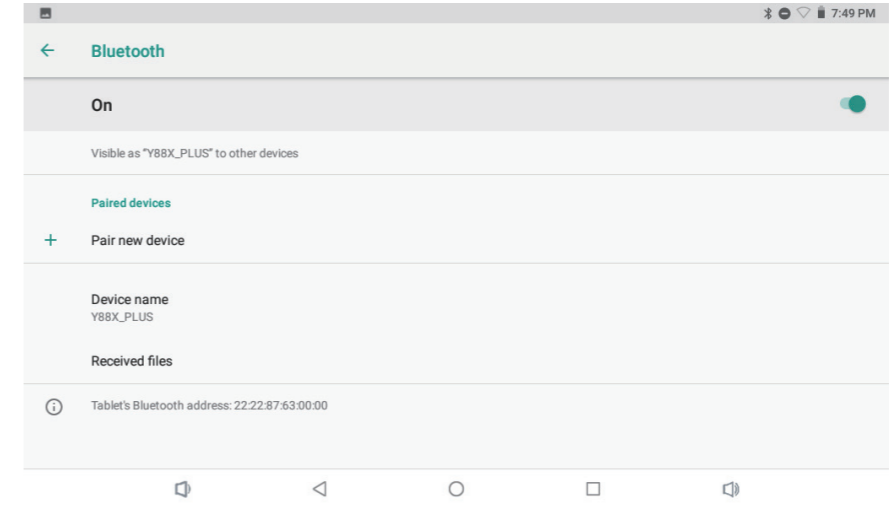 7:49 PM
Bluetooth
On
Visible as "Y88X_PLUS" to other devices
Paired devices
+ Pair new device
Device name
Y88X_PLUS
Received files
Tablet's Bluetooth address: 22:22:87:63:00:00